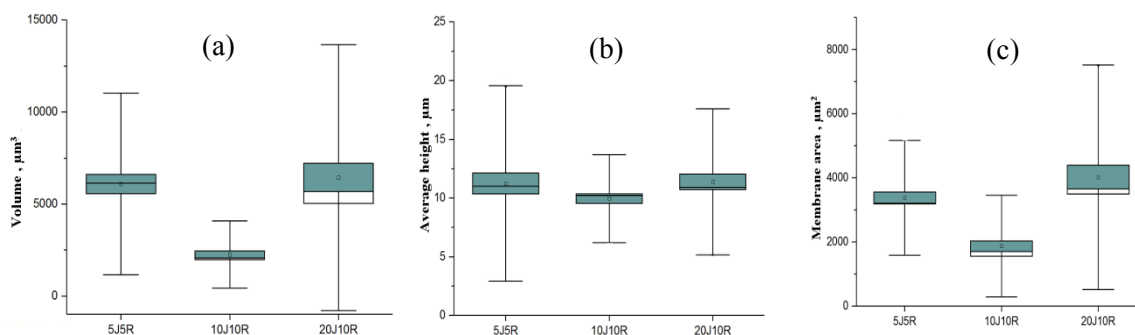 (a)
Volume , µm³
15000
10000
5000
0
5J5R 10J10R 20J10R
(b)
Average height , µm
25
20
15
10
5
0
5J5R 10J10R 20J10R
(c)
Membrane area , µm²
8000
6000
4000
2000
0
5J5R 10J10R 20J10R